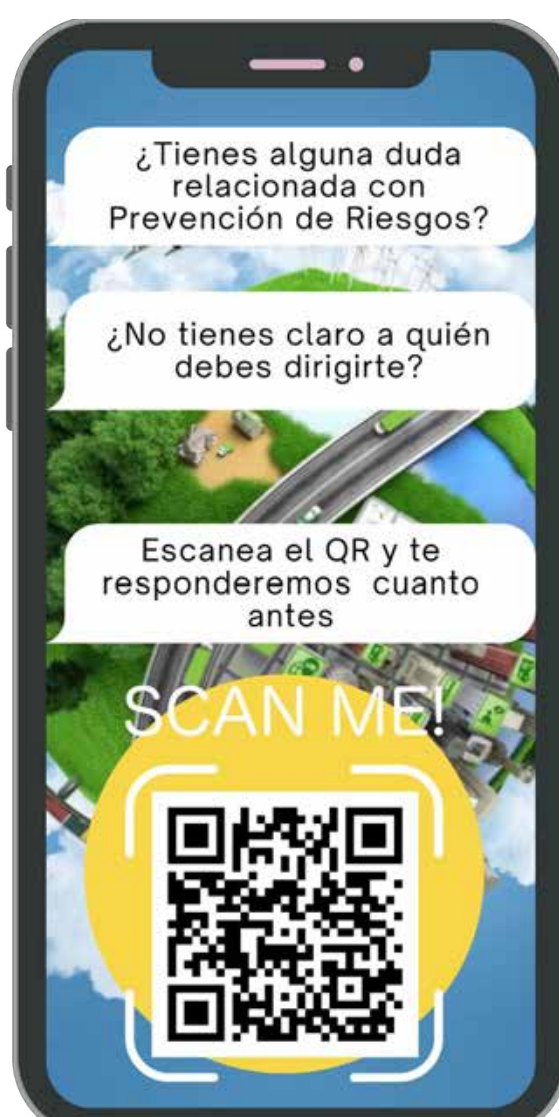 ¿Tienes alguna duda
relacionada con
Prevención de Riesgos?
¿No tienes claro a quién
debes dirigirte?
Escanea el QR y te
responderemos cuanto
antes
SCAN ME!